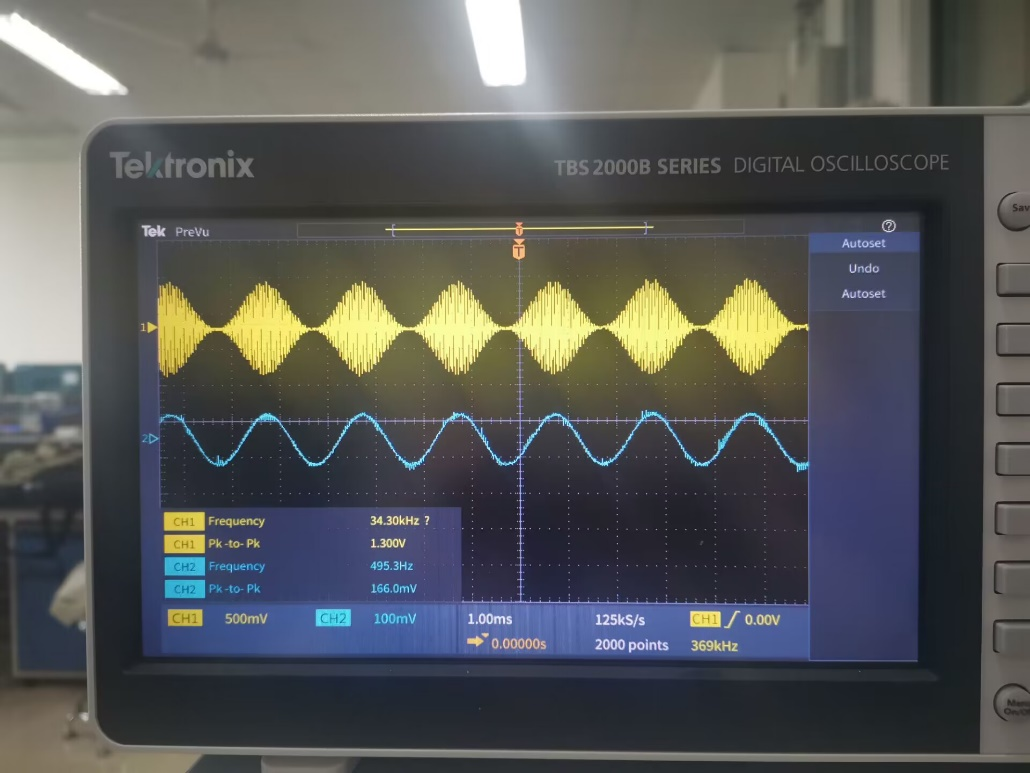 Tektronix TBS 2000B SERIES DIGITAL OSCILLOSCOPE
Tek PreVu
T
T
Autoset
Undo
Autoset
1
2
CH1 Frequency 34.30kHz ?
CH1 Pk-to-Pk 1.300V
CH2 Frequency 495.3Hz
CH2 Pk-to-Pk 166.0mV
CH1 500mV CH2 100mV 1.00ms 125kS/s CH1 0.00V
0.00000s 2000 points 369kHz